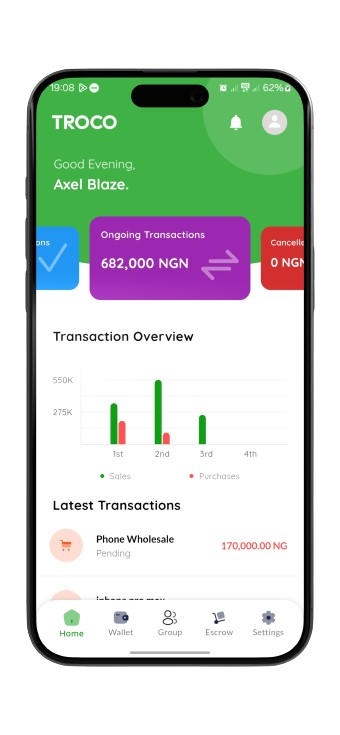 19:08 62%
TROCO
Good Evening,
Axel Blaze.
ons
Ongoing Transactions
682,000 NGN
Cancelle
0 NGN
Transaction Overview
550K
275K
1st 2nd 3rd 4th
Sales Purchases
Latest Transactions
Phone Wholesale
Pending
170,000.00 NG
iphone pro max
Home Wallet Group Escrow Settings